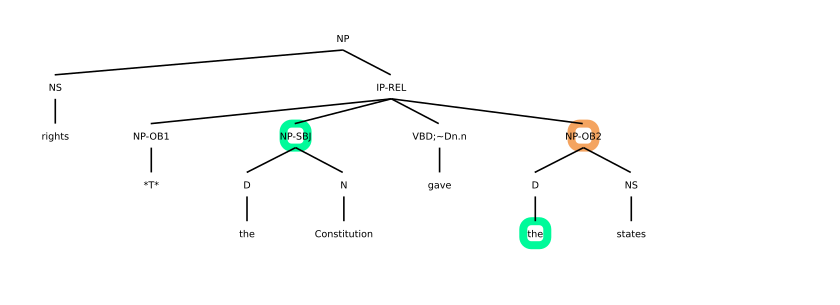 NP
NS IP-REL
rights NP-OB1 NP-SBJ VBD;~Dn.n NP-OB2
*T* D N gave D NS
the Constitution the states